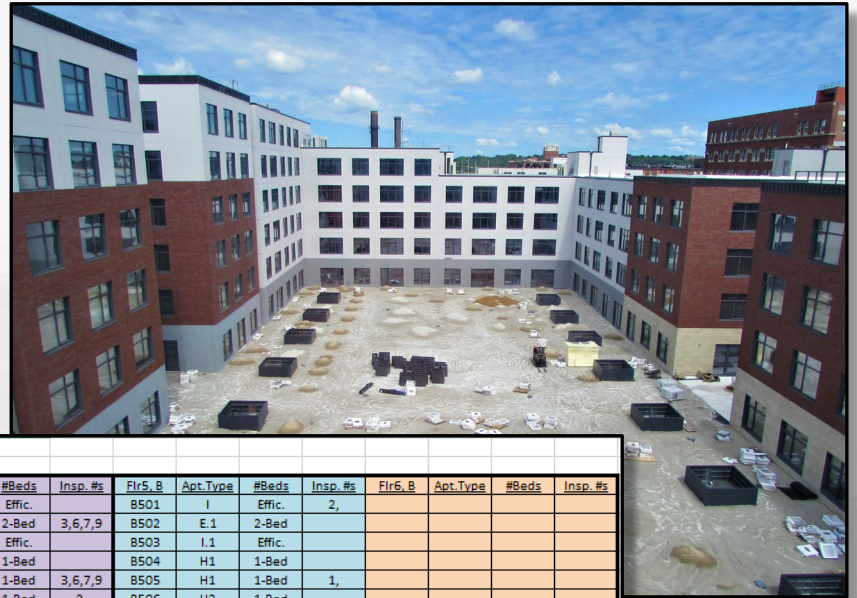 #Beds Insp. #s Flr5, B Apt.Type #Beds Insp. #s Flr6, B Apt.Type #Beds Insp. #s
Effic. B501 I Effic. 2,
2-Bed 3,6,7,9 B502 E.1 2-Bed
Effic. B503 I.1 Effic.
1-Bed B504 H1 1-Bed
1-Bed 3,6,7,9 B505 H1 1-Bed 1,